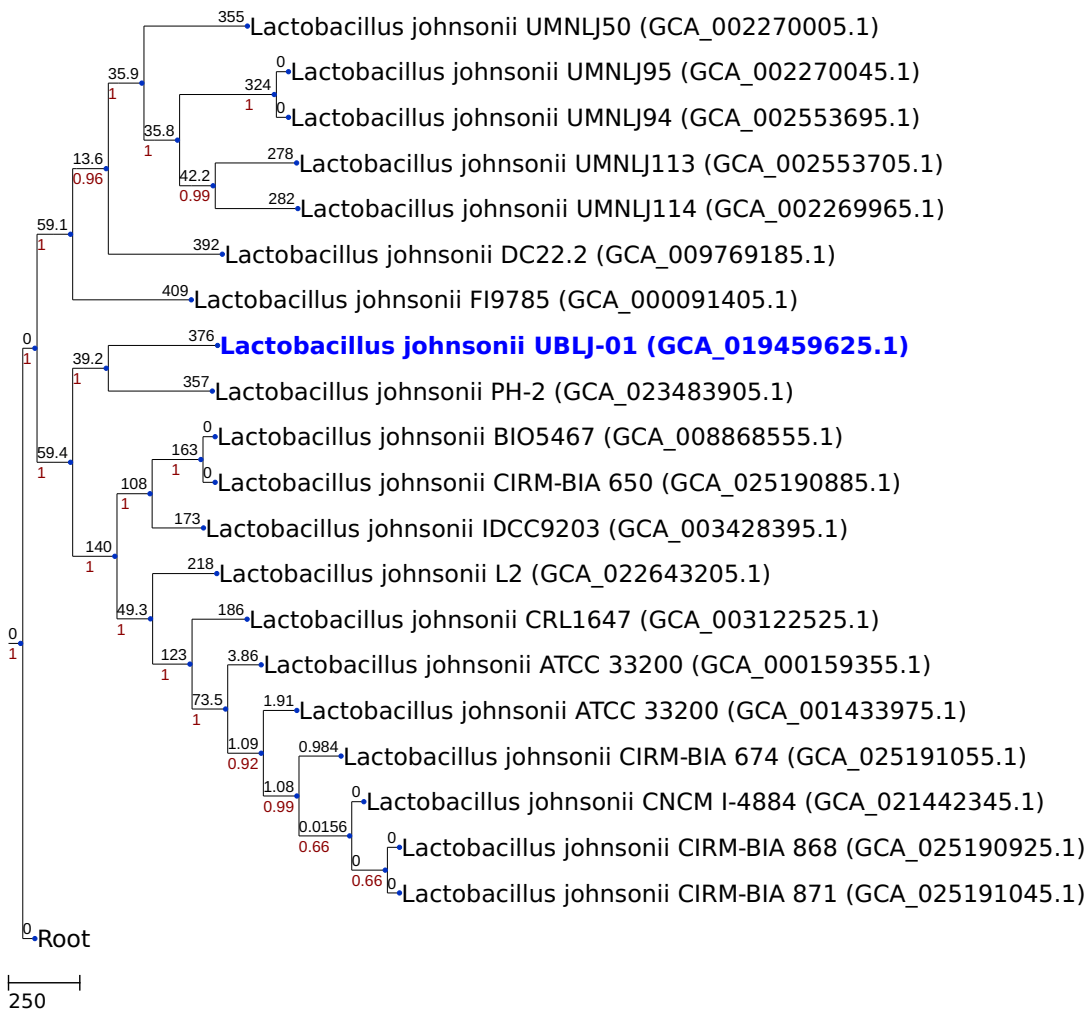 355 Lactobacillus johnsonii UMNLJ50 (GCA_002270005.1)
35.9
1
0 Lactobacillus johnsonii UMNLJ95 (GCA_002270045.1)
324
1
0 Lactobacillus johnsonii UMNLJ94 (GCA_002553695.1)
35.8
1
13.6
0.96
278 Lactobacillus johnsonii UMNLJ113 (GCA_002553705.1)
42.2
0.99
282 Lactobacillus johnsonii UMNLJ114 (GCA_002269965.1)
59.1
1
392 Lactobacillus johnsonii DC22.2 (GCA_009769185.1)
409 Lactobacillus johnsonii FI9785 (GCA_000091405.1)
0
1
376 Lactobacillus johnsonii UBLJ-01 (GCA_019459625.1)
39.2
1
357 Lactobacillus johnsonii PH-2 (GCA_023483905.1)
0 Lactobacillus johnsonii BIO5467 (GCA_008868555.1)
59.4
1
163
1
0 Lactobacillus johnsonii CIRM-BIA 650 (GCA_025190885.1)
108
1
173 Lactobacillus johnsonii IDCC9203 (GCA_003428395.1)
140
1
218 Lactobacillus johnsonii L2 (GCA_022643205.1)
49.3
1
186 Lactobacillus johnsonii CRL1647 (GCA_003122525.1)
0
1
123
1
3.86 Lactobacillus johnsonii ATCC 33200 (GCA_000159355.1)
73.5
1
1.91 Lactobacillus johnsonii ATCC 33200 (GCA_001433975.1)
1.09
0.92
0.984 Lactobacillus johnsonii CIRM-BIA 674 (GCA_025191055.1)
1.08
0.99
0 Lactobacillus johnsonii CNCM I-4884 (GCA_021442345.1)
0.0156
0.66
0 Lactobacillus johnsonii CIRM-BIA 868 (GCA_025190925.1)
0
0.66
0 Lactobacillus johnsonii CIRM-BIA 871 (GCA_025191045.1)
0 Root
250